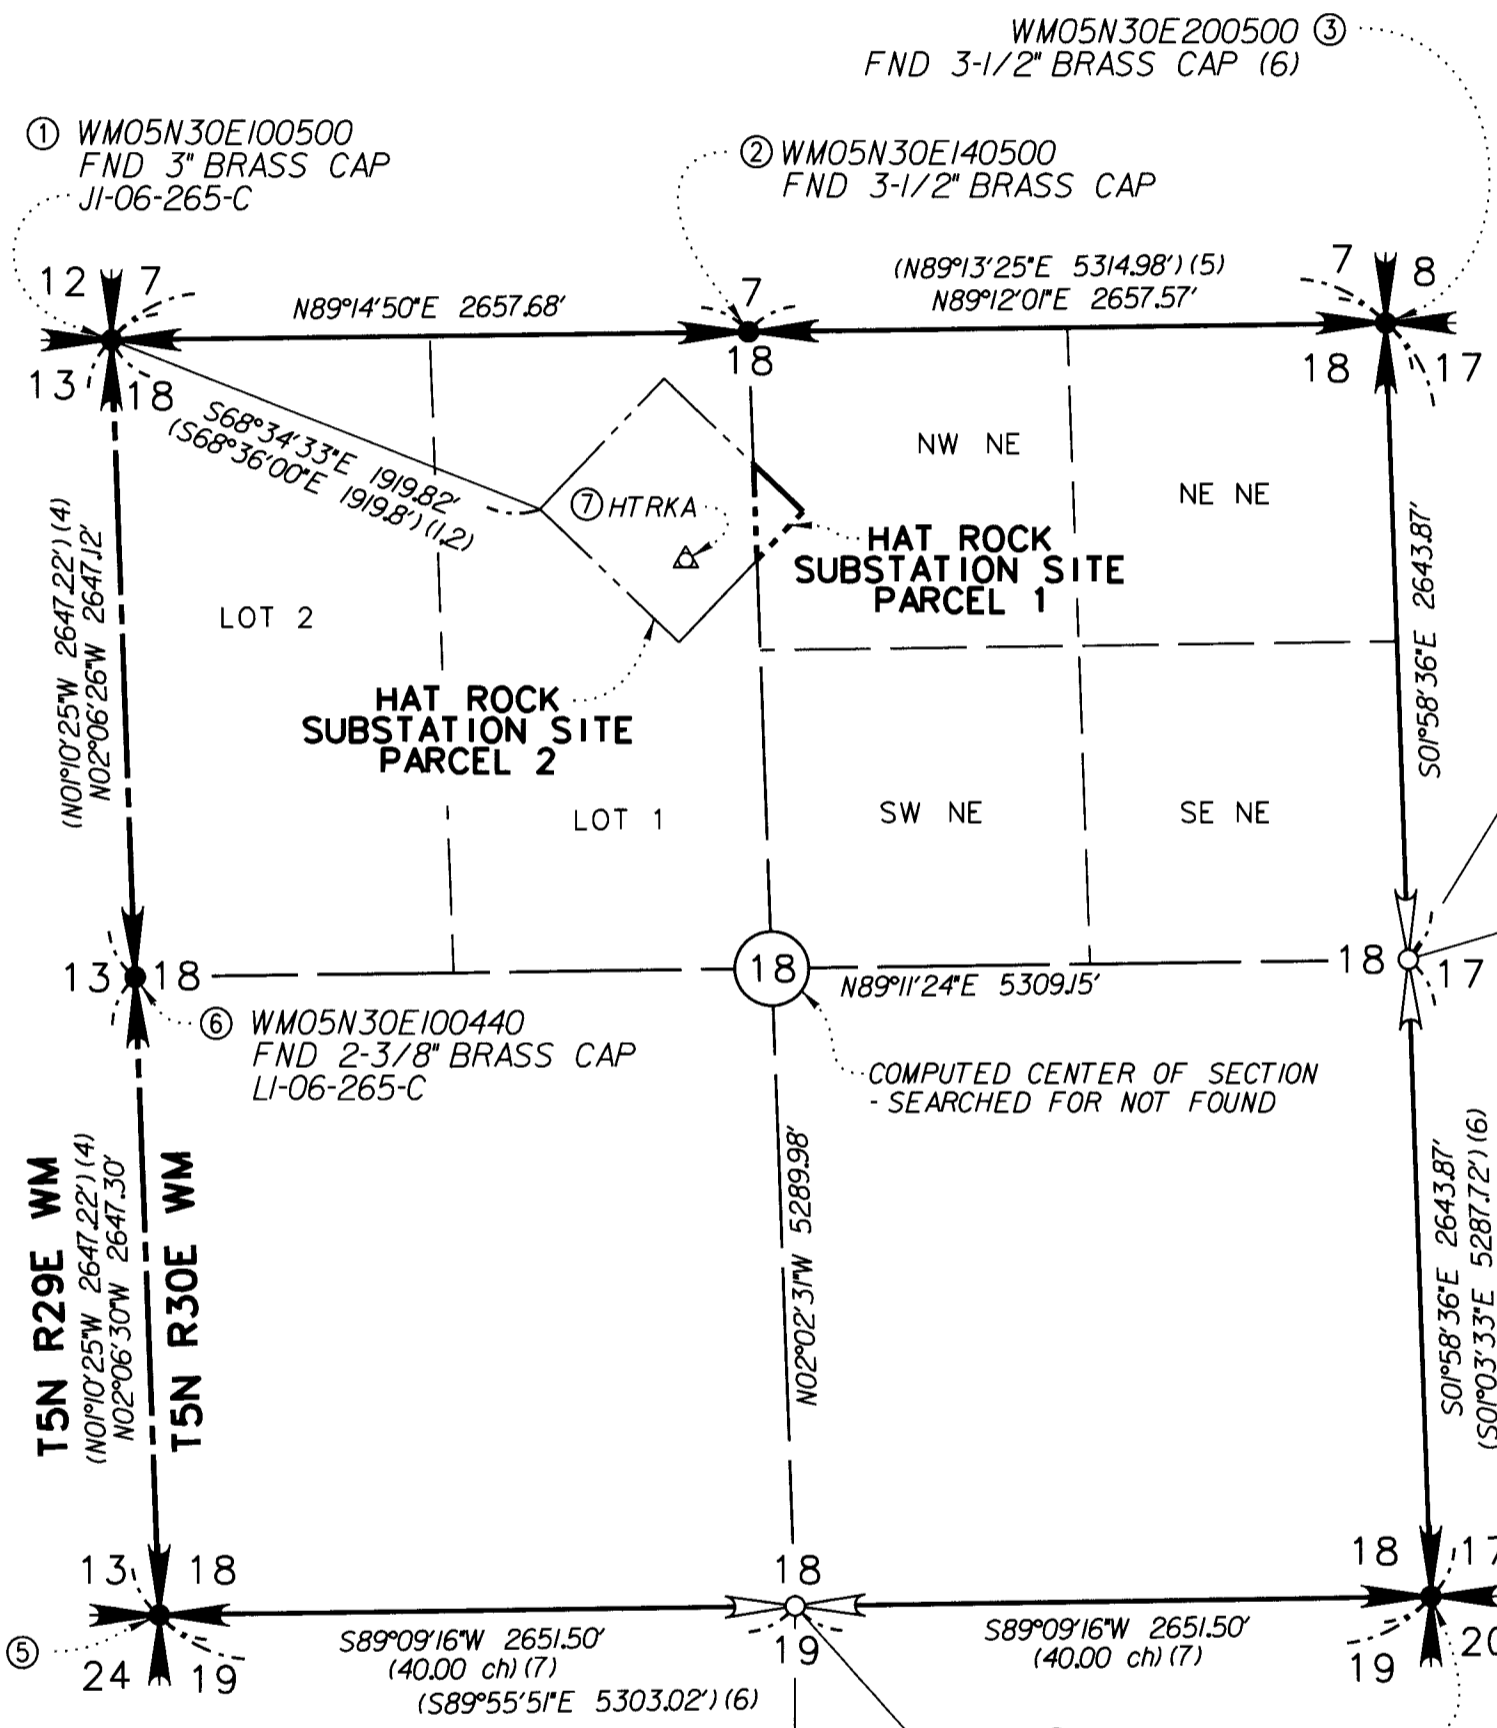 WM05N30E200500 ③
FND 3-1/2" BRASS CAP (6)
① WM05N30E100500
FND 3" BRASS CAP
J1-06-265-C
② WM05N30E140500
FND 3-1/2" BRASS CAP
12 7
13 18
N89°14'50"E 2657.68'
7
18
(N89°13'25"E 5314.98') (5)
N89°12'01"E 2657.57'
7 8
18 17
S68°34'33"E 1919.82'
(S68°36'00"E 1919.8') (1,2)
⑦ HTRKA
NW NE
NE NE
HAT ROCK
SUBSTATION SITE
PARCEL 1
(N01°10'25"W 2647.22') (4)
N02°06'26"W 2647.12'
LOT 2
S01°58'36"E 2643.87'
HAT ROCK
SUBSTATION SITE
PARCEL 2
LOT 1
SW NE
SE NE
13 18
18
N89°11'24"E 5309.15'
18 17
⑥ WM05N30E100440
FND 2-3/8" BRASS CAP
L1-06-265-C
COMPUTED CENTER OF SECTION
- SEARCHED FOR NOT FOUND
T5N R29E WM
(N01°10'25"W 2647.22') (4)
N02°06'30"W 2647.30'
T5N R30E WM
N02°02'31"W 5289.98'
S01°58'36"E 2643.87'
(S01°03'33"E 5287.72') (6)
13 18
⑤
24 19
S89°09'16"W 2651.50'
(40.00 ch) (7)
(S89°55'51"E 5303.02') (6)
18
19
S89°09'16"W 2651.50'
(40.00 ch) (7)
18 17
19 20